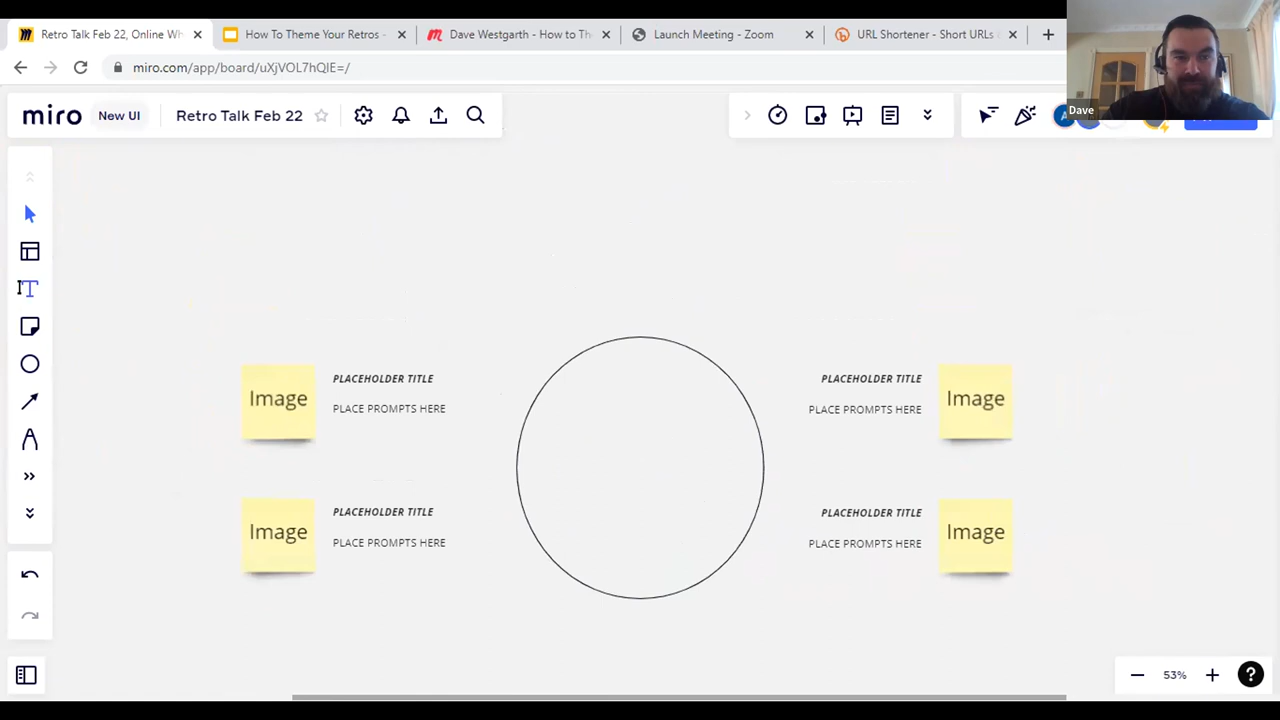 Retro Talk Feb 22, Online Wh
How To Theme Your Retros -
Dave Westgarth - How to Th
Launch Meeting - Zoom
URL Shortener - Short URLs
miro.com/app/board/uXjVOL7hQIE=/
Dave
miro
New UI
Retro Talk Feb 22
T
Image
PLACEHOLDER TITLE
PLACE PROMPTS HERE
PLACEHOLDER TITLE
PLACE PROMPTS HERE
Image
Image
PLACEHOLDER TITLE
PLACE PROMPTS HERE
PLACEHOLDER TITLE
PLACE PROMPTS HERE
Image
53%
?